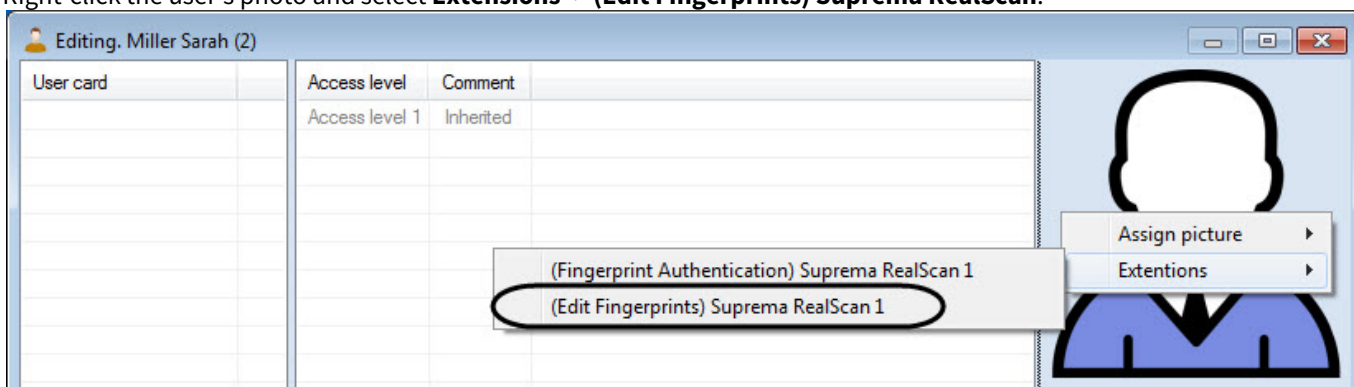 Right-click the user's photo and select Extensions → (Edit Fingerprints) Suprema RealScan.
Editing. Miller Sarah (2)
User card
Access level Comment
Access level 1 Inherited
Assign picture
Extentions
(Fingerprint Authentication) Suprema RealScan 1
(Edit Fingerprints) Suprema RealScan 1